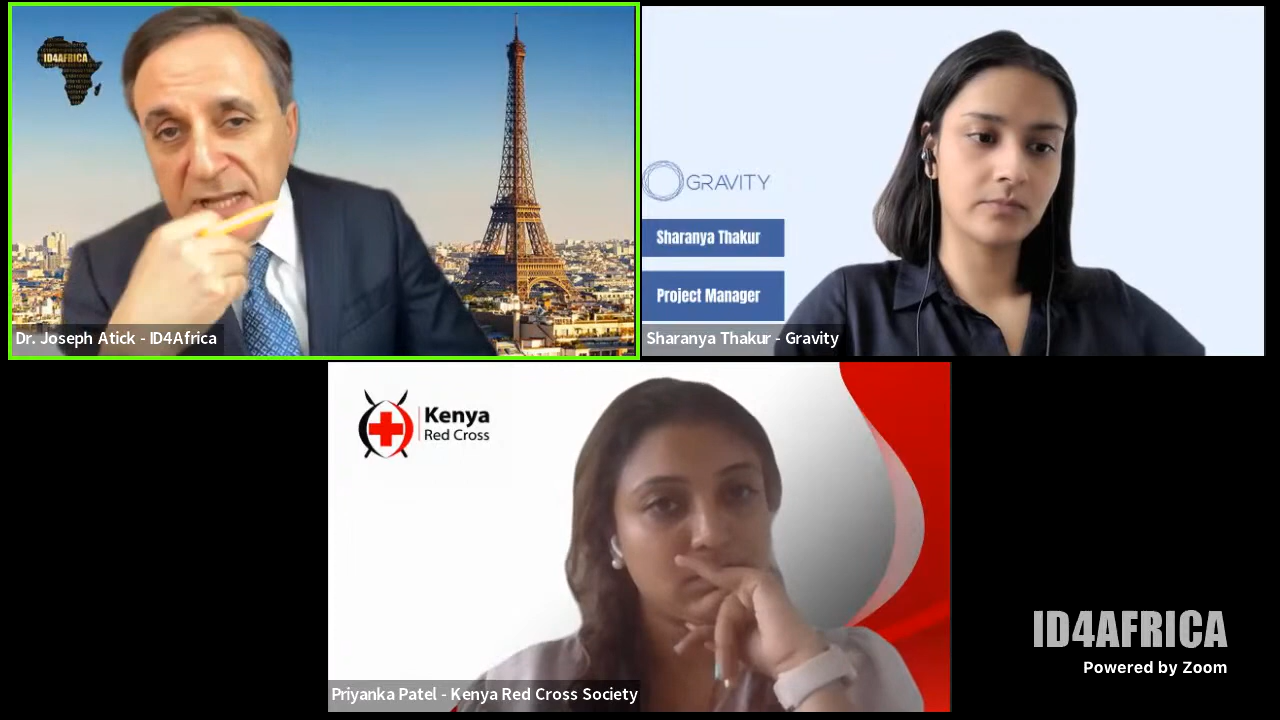 ID4AFRICA
Dr. Joseph Atick - ID4Africa
GRAVITY
Sharanya Thakur
Project Manager
Sharanya Thakur - Gravity
Kenya
Red Cross
Priyanka Patel - Kenya Red Cross Society
ID4AFRICA
Powered by Zoom